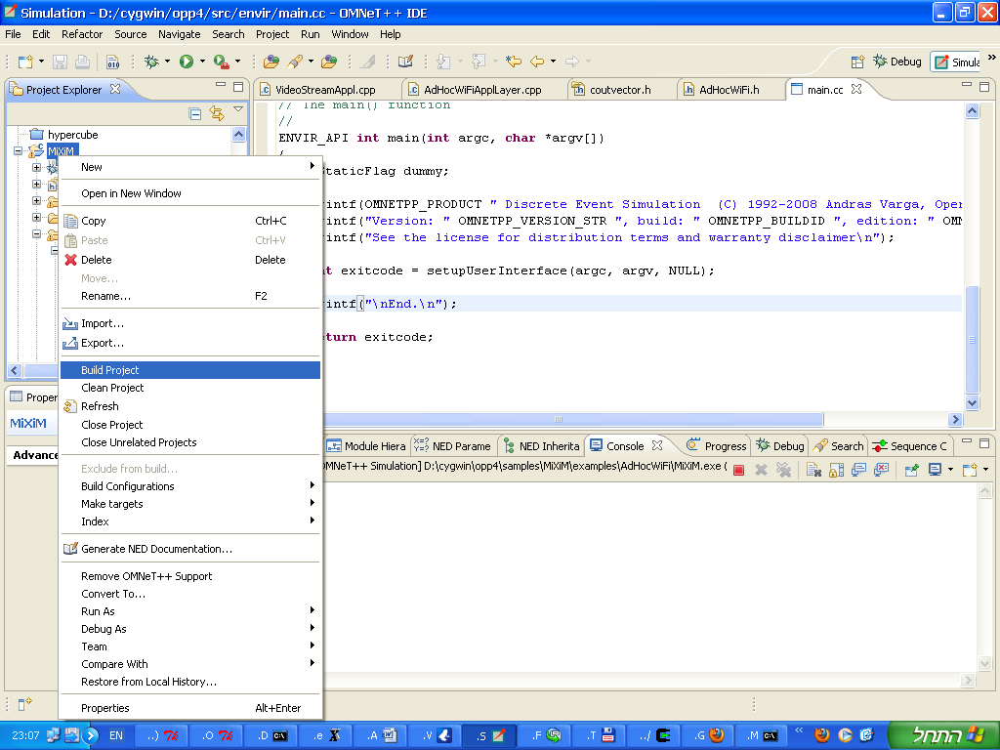 Simulation - D:/cygwin/opp4/src/envir/main.cc - OMNeT++ IDE
File Edit Refactor Source Navigate Search Project Run Window Help
Debug Simula
Project Explorer
VideoStreamAppl.cpp AdHocWiFiApplLayer.cpp coutvector.h AdHocWiFi.h main.cc
hypercube
MiXiM
// The main() function
//
ENVIR_API int main(int argc, char *argv[])
{
StaticFlag dummy;
rintf(OMNETPP_PRODUCT " Discrete Event Simulation (C) 1992-2008 Andras Varga, Oper
rintf("Version: " OMNETPP_VERSION_STR ", build: " OMNETPP_BUILDID ", edition: " OMN
rintf("See the license for distribution terms and warranty disclaimer\n");
nt exitcode = setupUserInterface(argc, argv, NULL);
rintf("\nEnd.\n");
turn exitcode;
New
Open in New Window
Copy Ctrl+C
Paste Ctrl+V
Delete Delete
Move...
Rename... F2
Import...
Export...
Build Project
Clean Project
Refresh
Close Project
Close Unrelated Projects
Exclude from build...
Build Configurations
Make targets
Index
Generate NED Documentation...
Remove OMNeT++ Support
Convert To...
Run As
Debug As
Team
Compare With
Restore from Local History...
Properties Alt+Enter
Proper
MiXiM
Advance
Module Hiera NED Parame NED Inherita Console Progress Debug Search Sequence C
OMNeT++ Simulation] D:\cygwin\opp4\samples\MiXiM\examples\AdHocWiFi\MiXiM.exe (
23:07 EN ..) .O .D .e .A .V .S .F .T ../ .G .M התחל